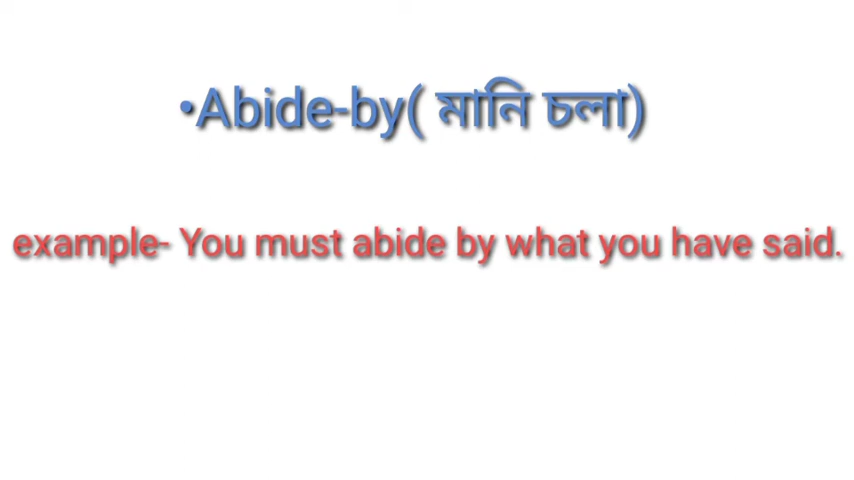 •Abide-by( মানি চলা)
example- You must abide by what you have said.